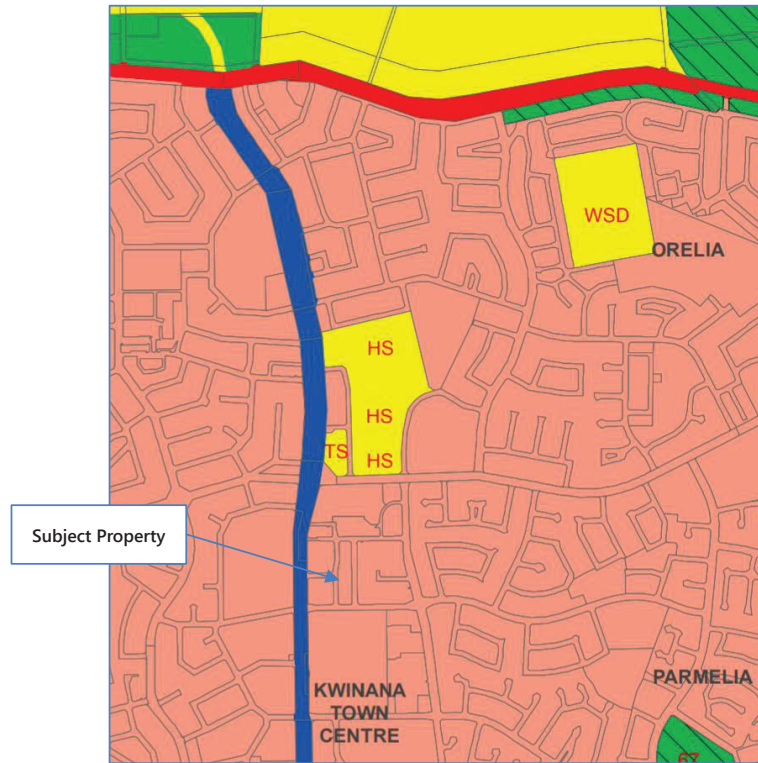 WSD
ORELIA
HS
HS
TS
HS
Subject Property
PARMELIA
KWINANA
TOWN
CENTRE
67